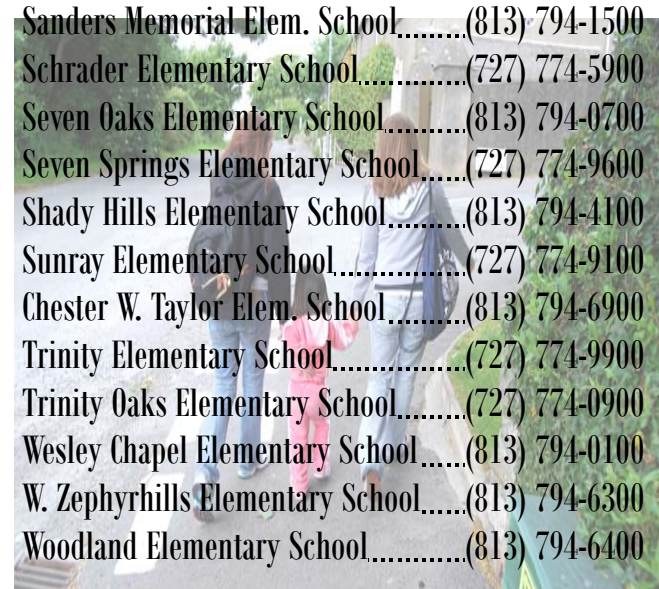 Sanders Memorial Elem. School........(813) 794-1500
Schrader Elementary School..............(727) 774-5900
Seven Oaks Elementary School..........(813) 794-0700
Seven Springs Elementary School......(727) 774-9600
Shady Hills Elementary School..........(813) 794-4100
Sunray Elementary School.................(727) 774-9100
Chester W. Taylor Elem. School..........(813) 794-6900
Trinity Elementary School.................(727) 774-9900
Trinity Oaks Elementary School.........(727) 774-0900
Wesley Chapel Elementary School......(813) 794-0100
W. Zephyrhills Elementary School......(813) 794-6300
Woodland Elementary School............(813) 794-6400